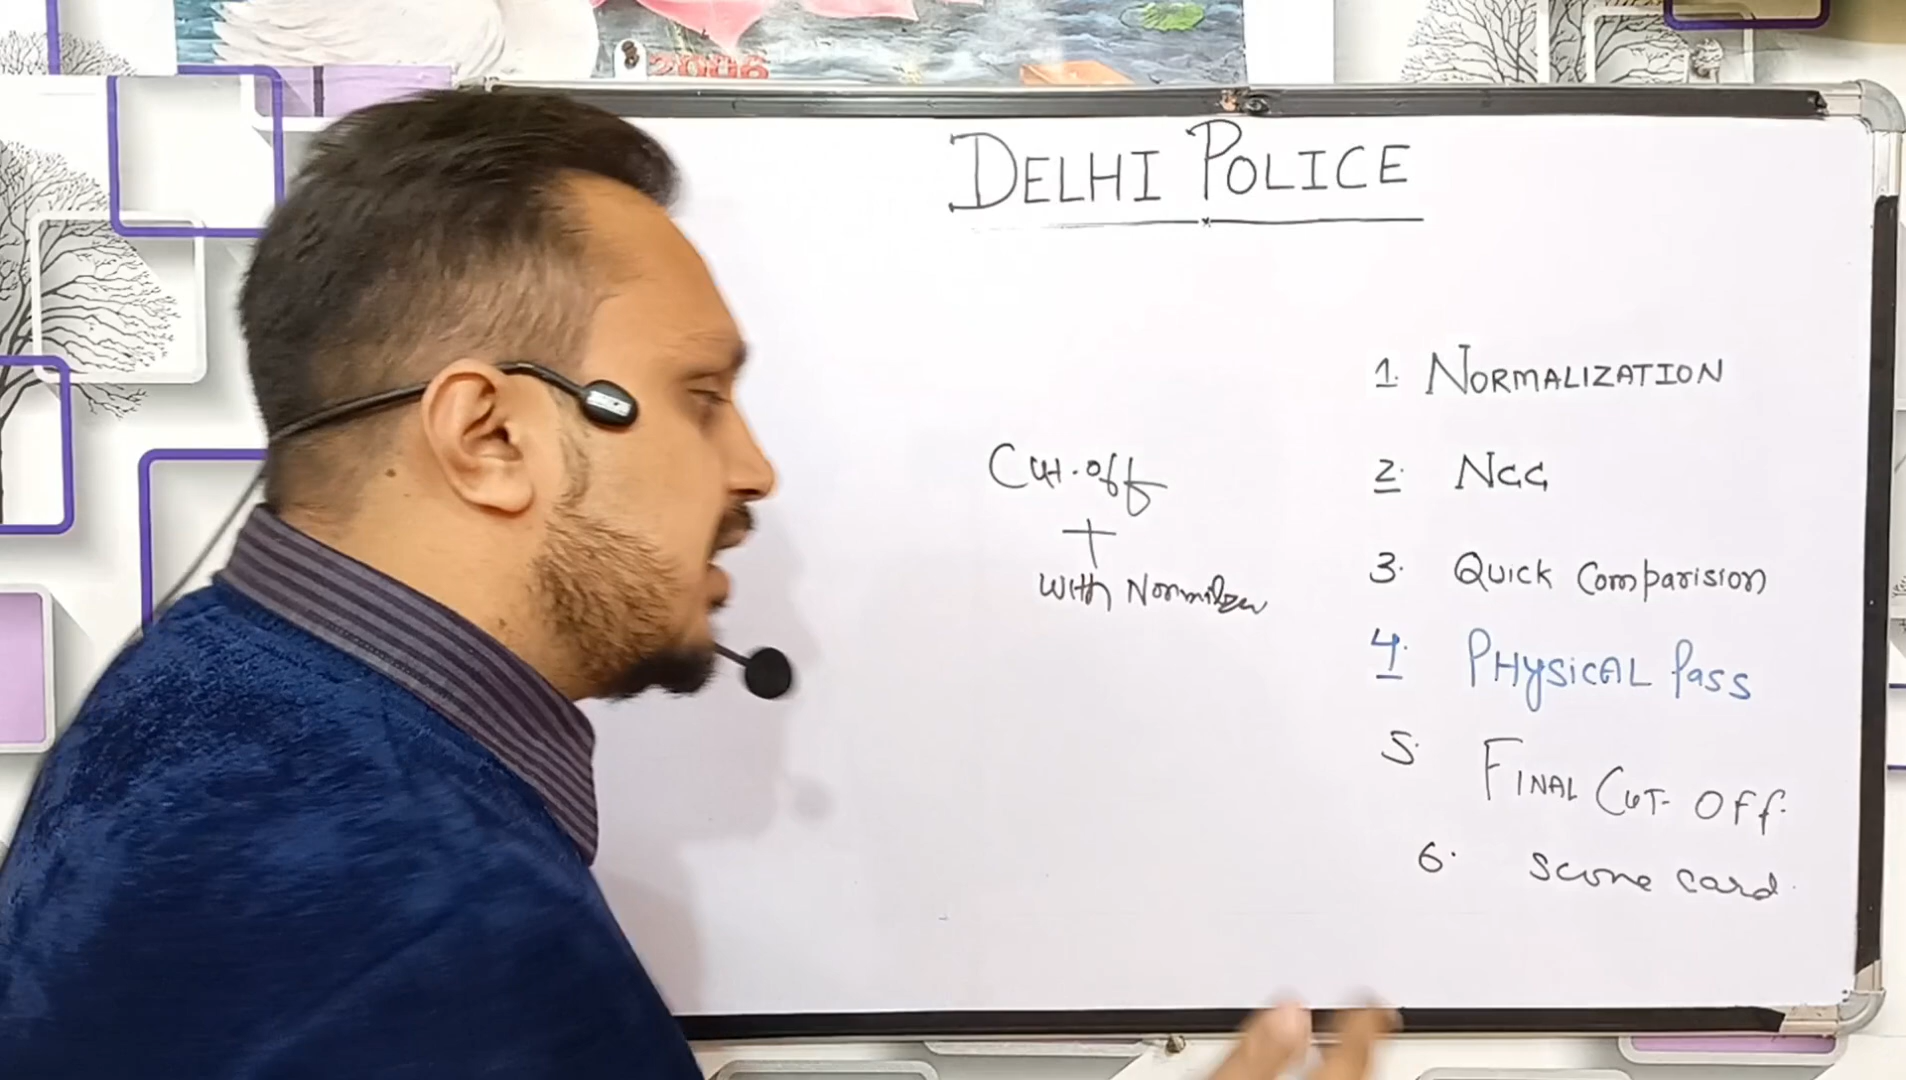 2006
DELHI POLICE
1. NORMALIZATION
2. NCC
3. Quick Comparision
4. PHYSICAL Pass
5. FINAL CUT-OFF.
6. Score card.
Cut-off
+
with